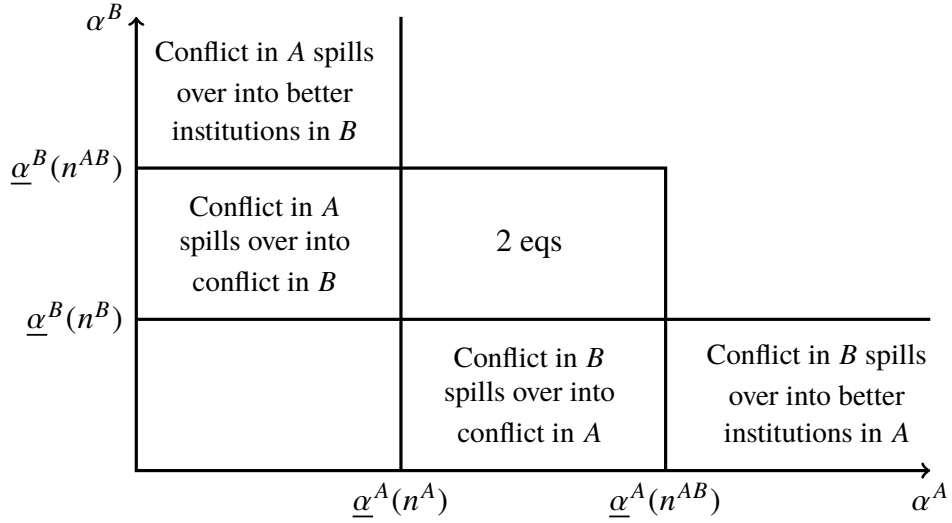 α^B
Conflict in A spills
over into better
institutions in B
α̲^B(n^{AB})
Conflict in A
spills over into
conflict in B
2 eqs
α̲^B(n^B)
Conflict in B
spills over into
conflict in A
Conflict in B spills
over into better
institutions in A
α̲^A(n^A)
α̲^A(n^{AB})
α^A